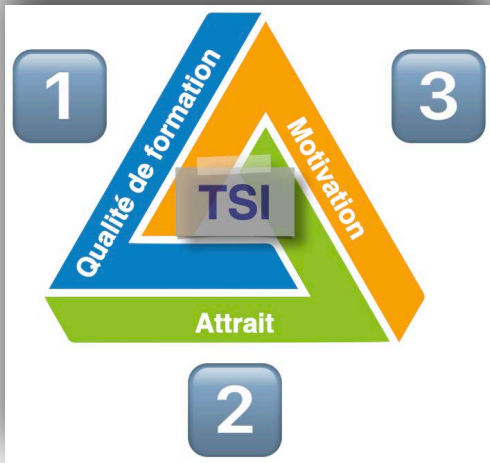 1
Qualité de formation
3
Motivation
TSI
Attrait
2